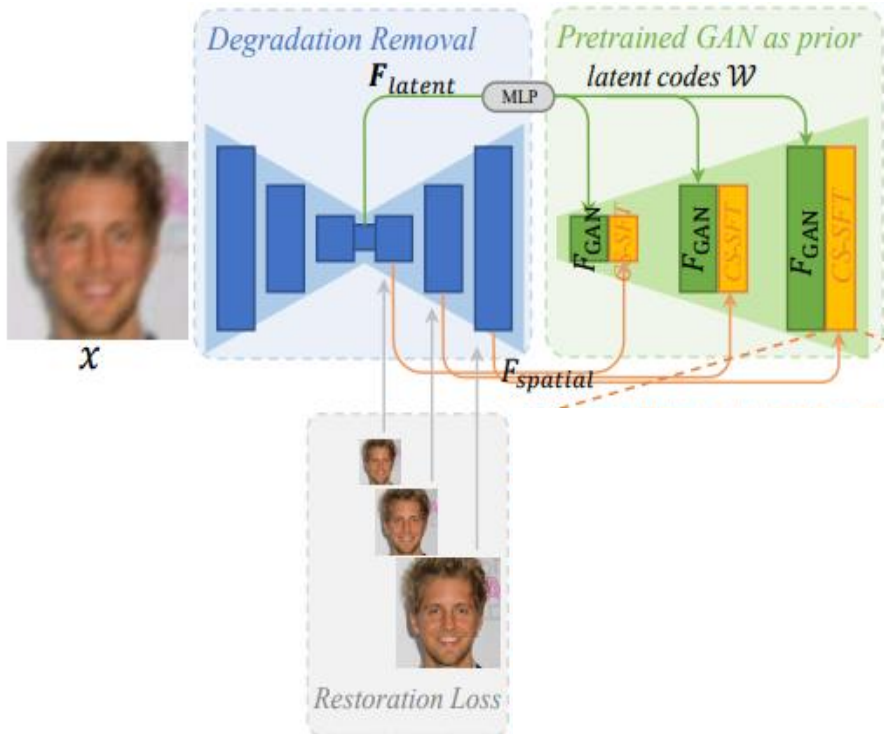 Degradation Removal
Pretrained GAN as prior
F_latent
MLP
latent codes 𝒲
F_GAN
CS-SFT
F_GAN
CS-SFT
F_GAN
CS-SFT
x
F_spatial
Restoration Loss